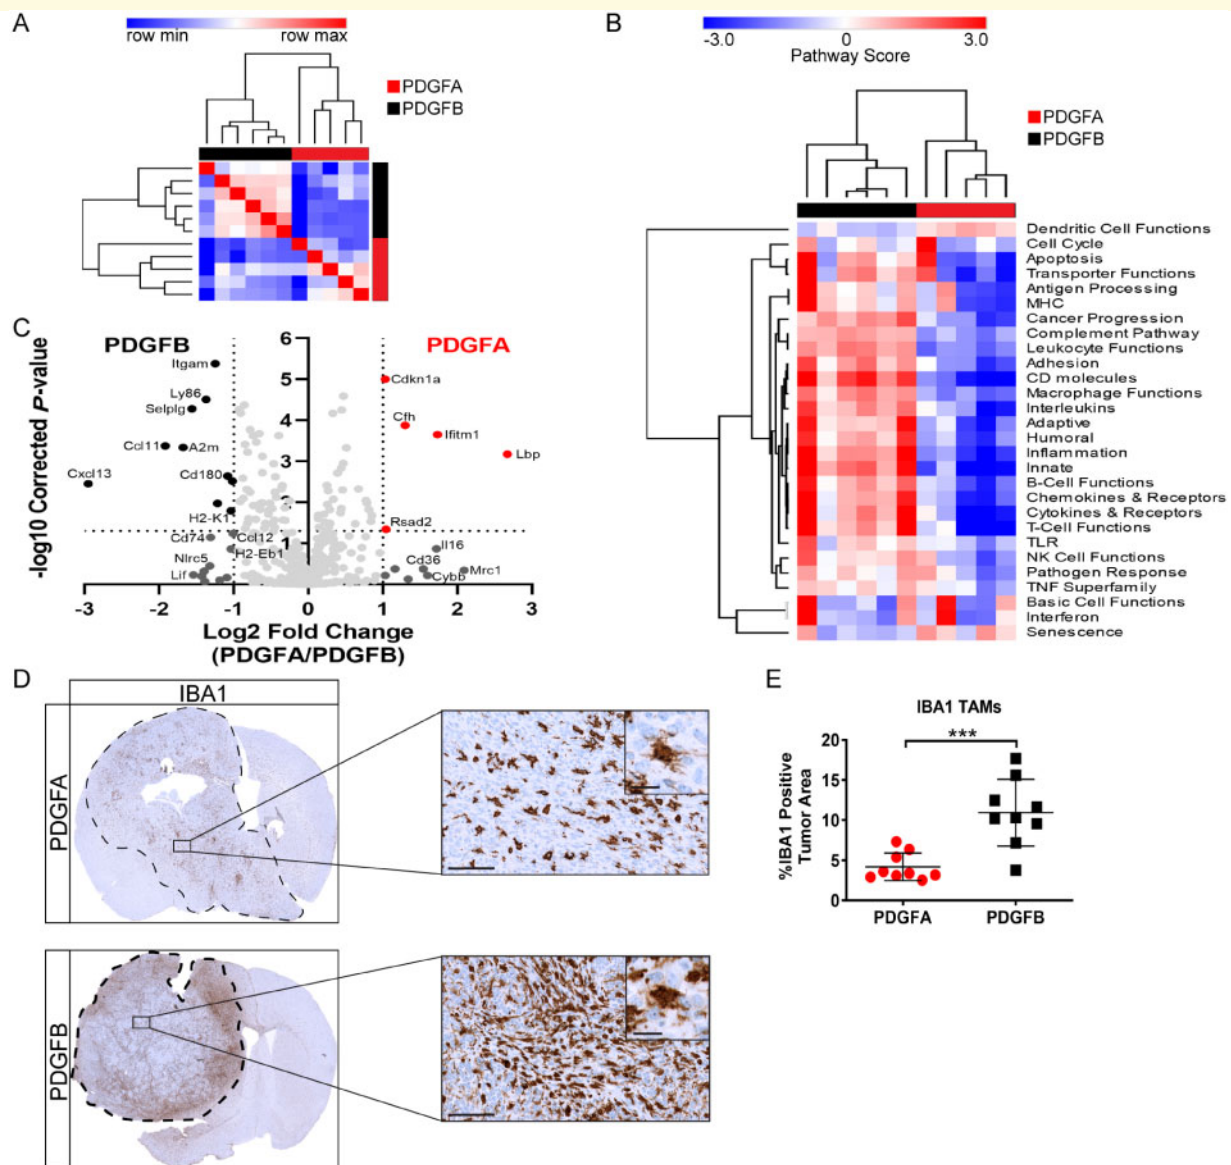 A
row min
row max
PDGFA
PDGFB
B
-3.0
0
3.0
Pathway Score
PDGFA
PDGFB
Dendritic Cell Functions
Cell Cycle
Apoptosis
Transporter Functions
Antigen Processing
MHC
Cancer Progression
Complement Pathway
Leukocyte Functions
Adhesion
CD molecules
Macrophage Functions
Interleukins
Adaptive
Humoral
Inflammation
Innate
B-Cell Functions
Chemokines & Receptors
Cytokines & Receptors
T-Cell Functions
TLR
NK Cell Functions
Pathogen Response
TNF Superfamily
Basic Cell Functions
Interferon
Senescence
C
PDGFB
PDGFA
-log10 Corrected P-value
6
5
4
3
2
1
Itgam
Ly86
Selplg
Ccl11
A2m
Cxcl13
Cd180
H2-K1
Cd74
Ccl12
H2-Eb1
Nlrc5
Lif
Cdkn1a
Cfh
Ifitm1
Lbp
Rsad2
Il16
Cd36
Mrc1
Cybb
-3
-2
-1
0
1
2
3
Log2 Fold Change
(PDGFA/PDGFB)
D
IBA1
PDGFA
PDGFB
E
IBA1 TAMs
***
%IBA1 Positive
Tumor Area
20
15
10
5
0
PDGFA
PDGFB